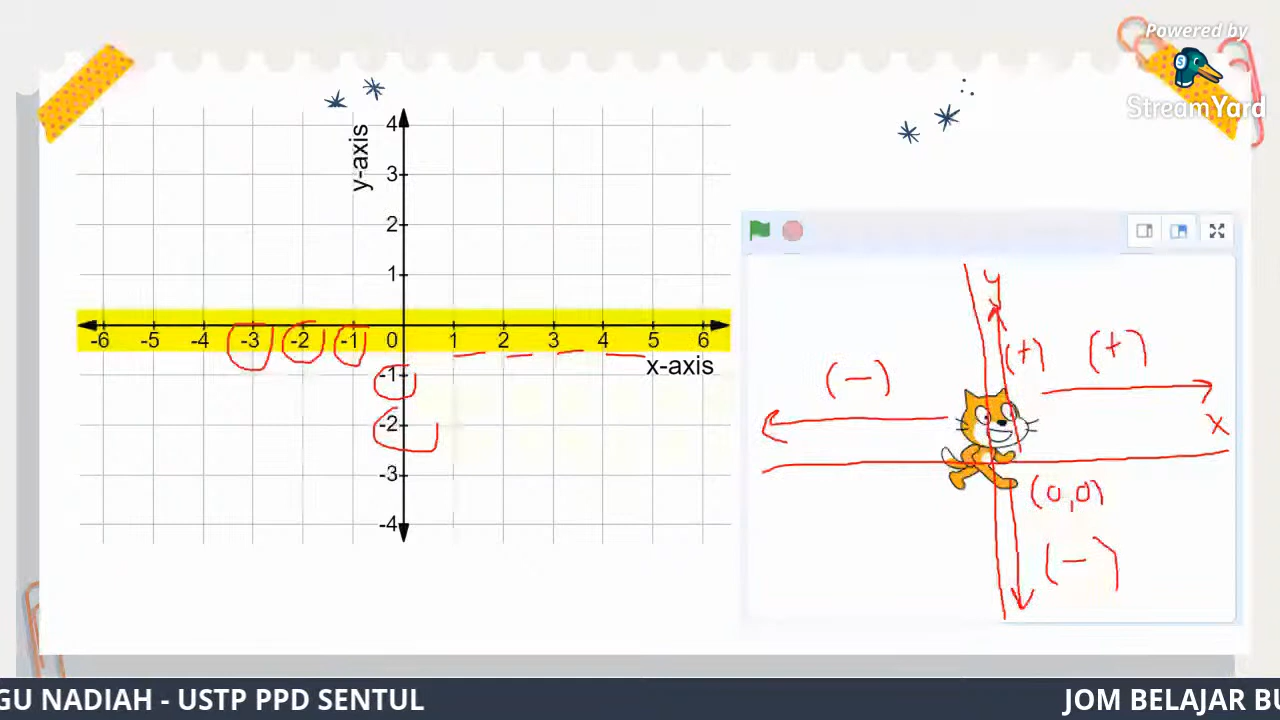 Powered by
StreamYard
y-axis
4
3
2
1
-6 -5 -4 -3 -2 -1 0 1 2 3 4 5 6
x-axis
-1
-2
-3
-4
y
(+) (+)
(-)
x
(0,0)
(-)
GU NADIAH - USTP PPD SENTUL
JOM BELAJAR BU